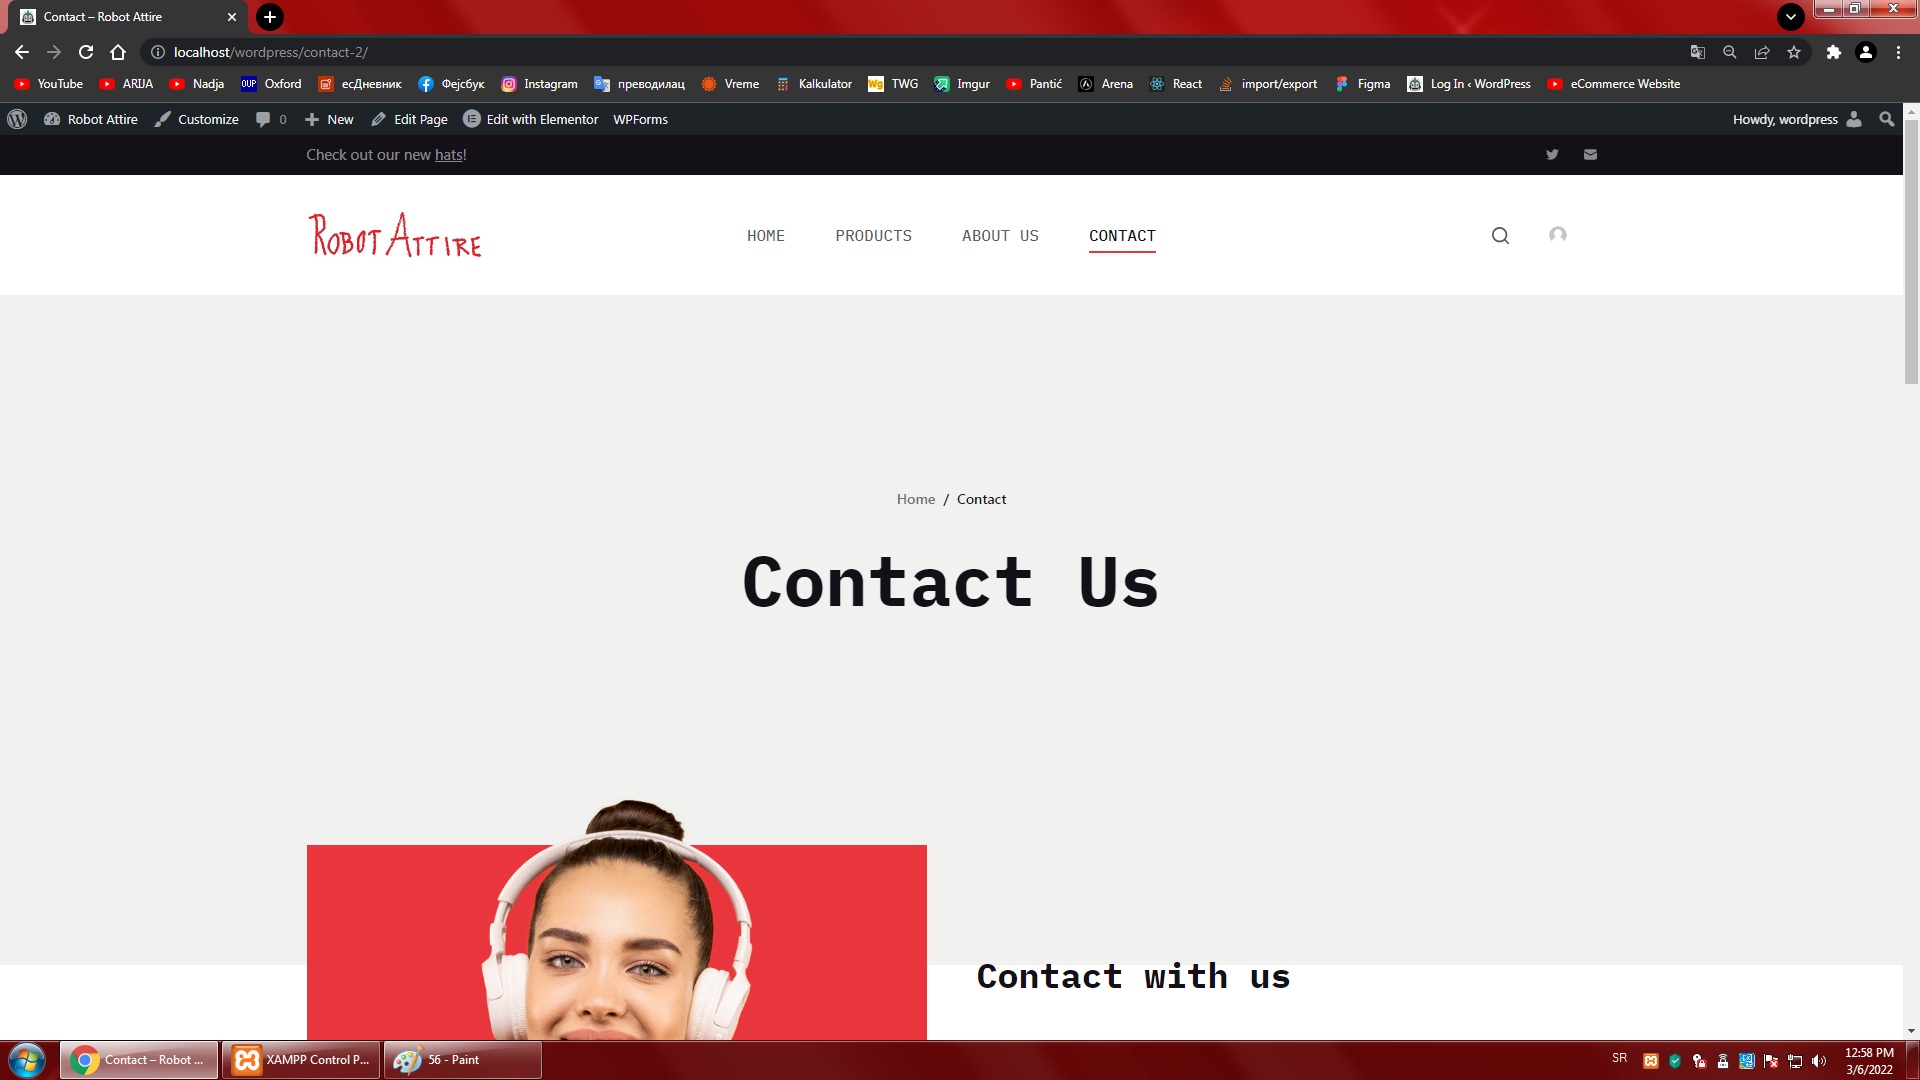 Contact – Robot Attire
localhost/wordpress/contact-2/
YouTube ARIJA Nadja OUP Oxford есДневник Фејсбук Instagram преводилац Vreme Kalkulator Wg TWG Imgur Pantić Arena React import/export Figma Log In ‹ WordPress eCommerce Website
Robot Attire Customize 0 New Edit Page Edit with Elementor WPForms Howdy, wordpress
Check out our new hats!
ROBOT ATTIRE HOME PRODUCTS ABOUT US CONTACT
Home / Contact
Contact Us
Contact with us
Contact – Robot ... XAMPP Control P... 56 - Paint SR 12:58 PM
3/6/2022